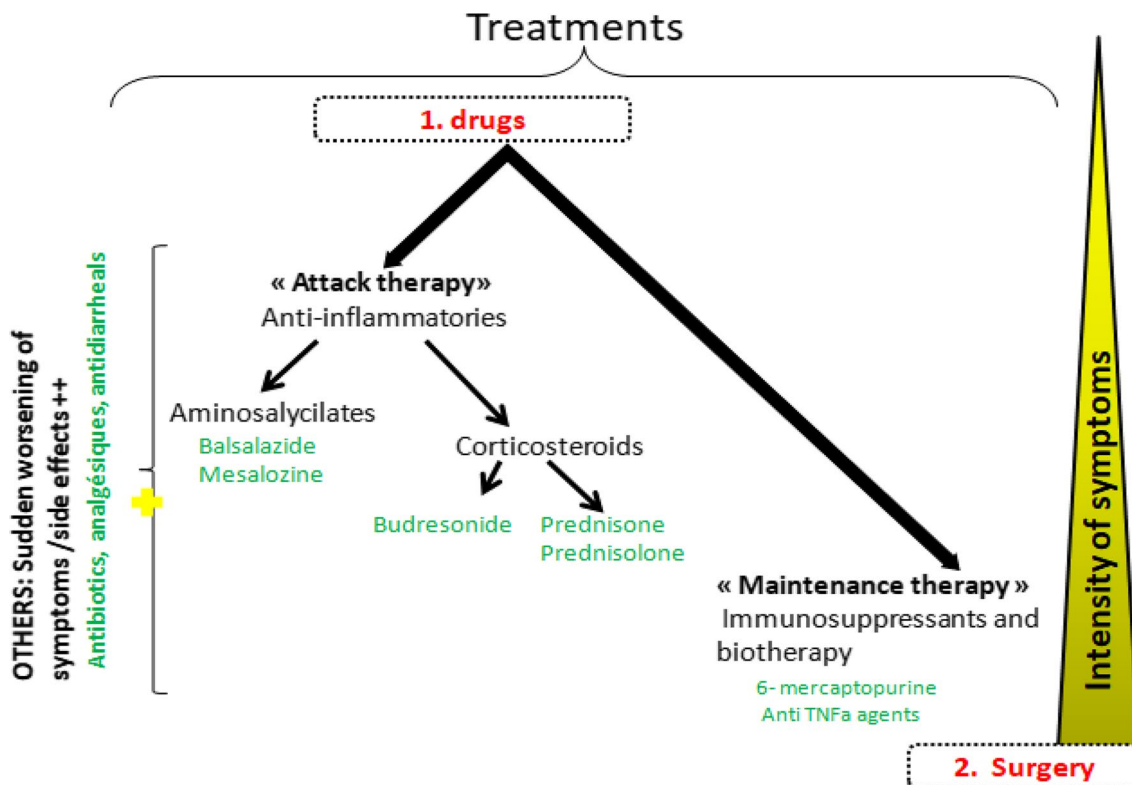 Treatments
1. drugs
« Attack therapy»
Anti-inflammatories
Aminosalycilates
Balsalazide
Mesalozine
Corticosteroids
Budresonide
Prednisone
Prednisolone
« Maintenance therapy »
Immunosuppressants and
biotherapy
6- mercaptopurine
Anti TNFa agents
OTHERS: Sudden worsening of
symptoms /side effects ++
Antibiotics, analgésiques, antidiarrheals
Intensity of symptoms
2. Surgery